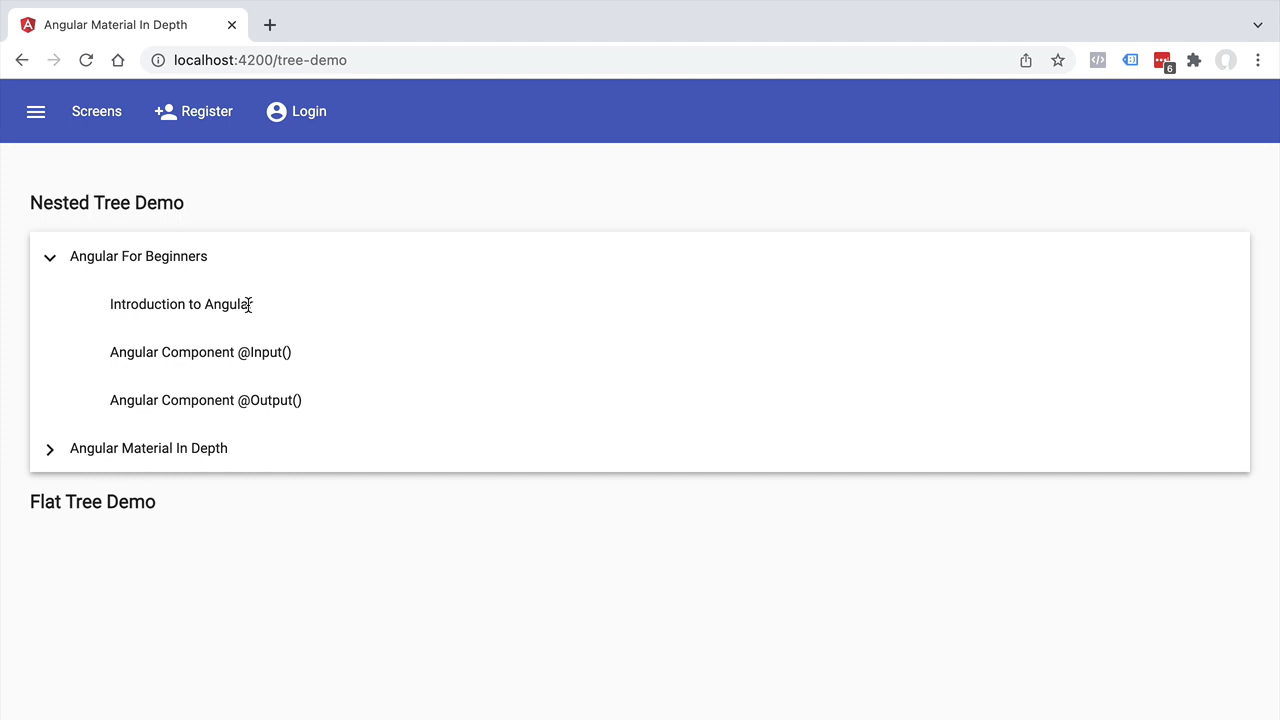 Angular Material In Depth
localhost:4200/tree-demo
6
Screens Register Login
Nested Tree Demo
Angular For Beginners
Introduction to Angular
Angular Component @Input()
Angular Component @Output()
Angular Material In Depth
Flat Tree Demo